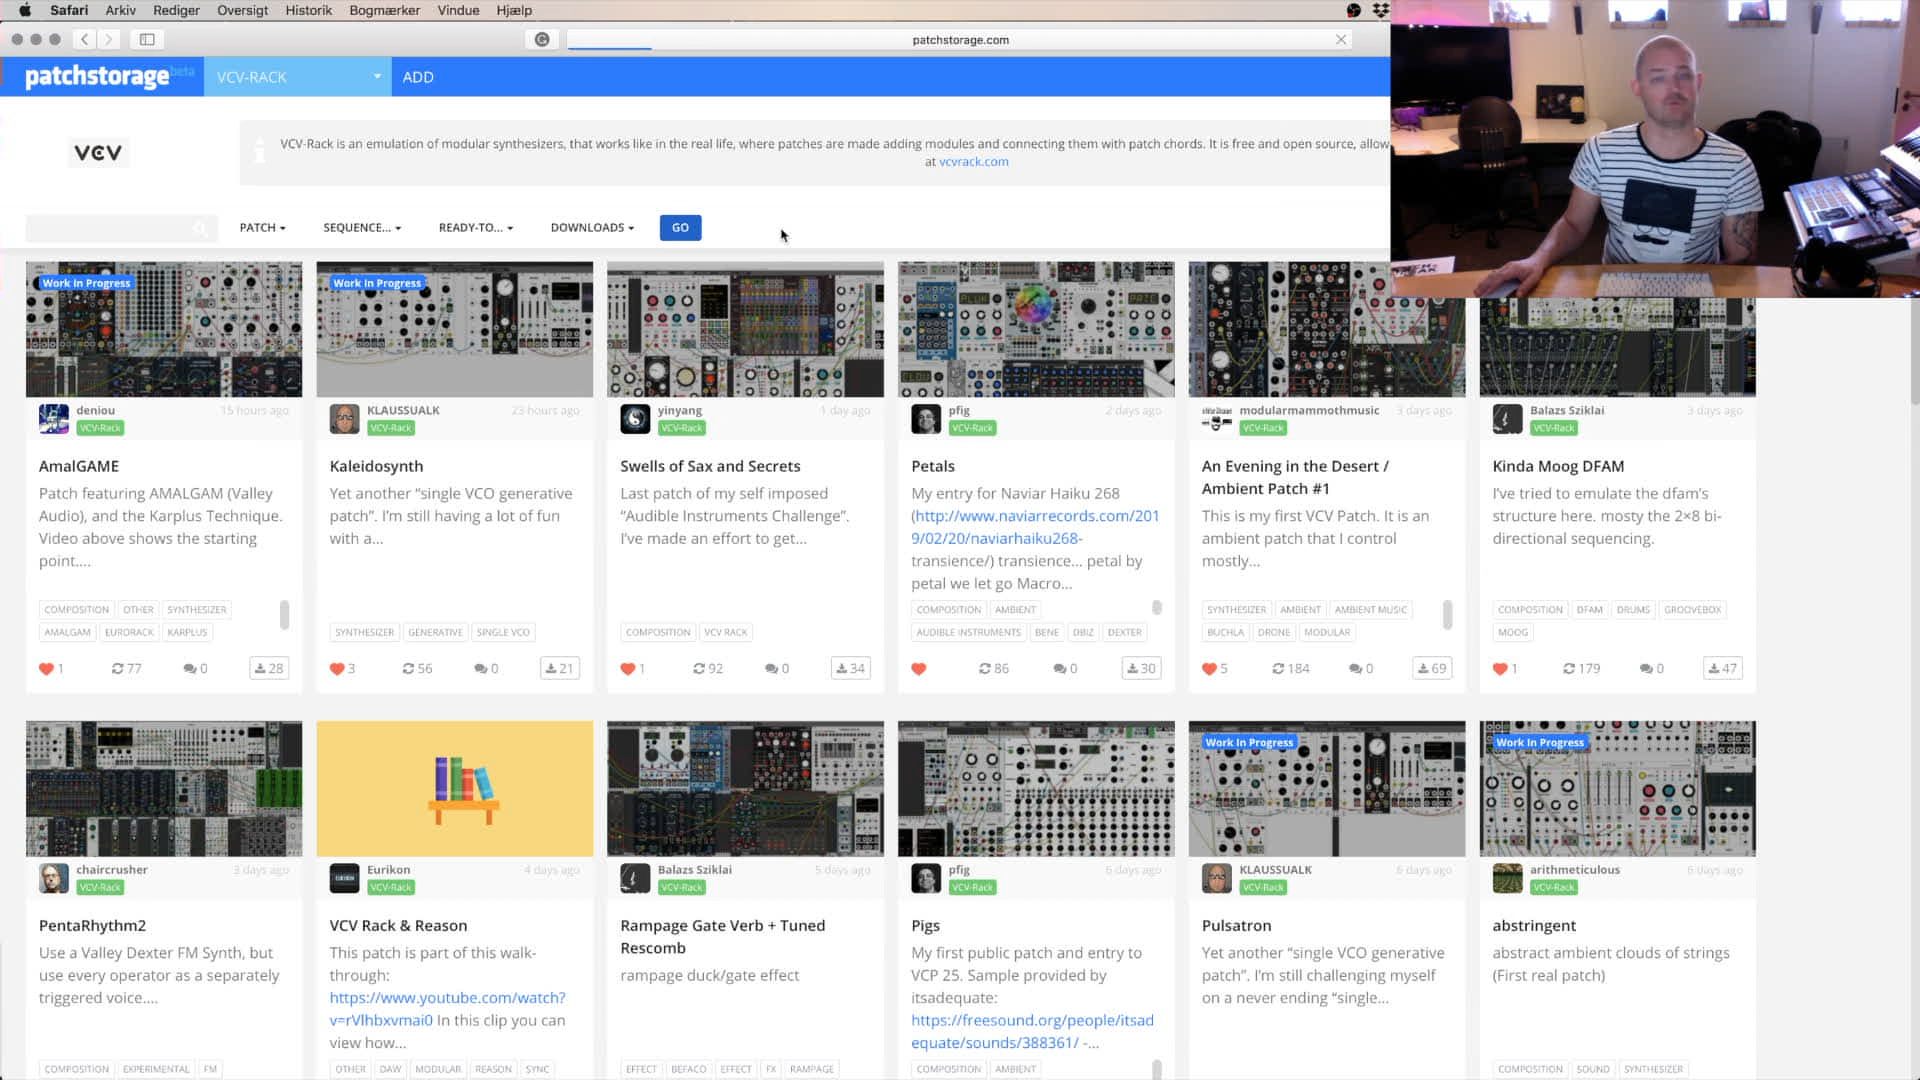 Safari Arkiv Rediger Oversigt Historik Bogmærker Vindue Hjælp
patchstorage.com
patchstorage beta VCV-RACK ADD
VCV
VCV-Rack is an emulation of modular synthesizers, that works like in the real life, where patches are made adding modules and connecting them with patch chords. It is free and open source, allow
at vcvrack.com
PATCH SEQUENCE... READY-TO... DOWNLOADS GO
Work In Progress
Work In Progress
deniou 15 hours ago
VCV-Rack
AmalGAME
Patch featuring AMALGAM (Valley
Audio), and the Karplus Technique.
Video above shows the starting
point....
COMPOSITION OTHER SYNTHESIZER
AMALGAM EURORACK KARPLUS
1 77 0 28
KLAUSSUALK 23 hours ago
VCV-Rack
Kaleidosynth
Yet another “single VCO generative
patch”. I’m still having a lot of fun
with a...
SYNTHESIZER GENERATIVE SINGLE VCO
3 56 0 21
yinyang 1 day ago
VCV-Rack
Swells of Sax and Secrets
Last patch of my self imposed
“Audible Instruments Challenge”.
I’ve made an effort to get...
COMPOSITION VCV RACK
1 92 0 34
pfig 2 days ago
VCV-Rack
Petals
My entry for Naviar Haiku 268
(http://www.naviarrecords.com/201
9/02/20/naviarhaiku268-
transience/) transience... petal by
petal we let go Macro...
COMPOSITION AMBIENT
AUDIBLE INSTRUMENTS BENE DBIZ DEXTER
86 0 30
modularmammothmusic 3 days ago
VCV-Rack
An Evening in the Desert /
Ambient Patch #1
This is my first VCV Patch. It is an
ambient patch that I control
mostly...
SYNTHESIZER AMBIENT AMBIENT MUSIC
BUCHLA DRONE MODULAR
5 184 0 69
Balazs Sziklai 3 days ago
VCV-Rack
Kinda Moog DFAM
I’ve tried to emulate the dfam’s
structure here. mosty the 2×8 bi-
directional sequencing.
COMPOSITION DFAM DRUMS GROOVEBOX
MOOG
1 179 0 47
chaircrusher 3 days ago
VCV-Rack
PentaRhythm2
Use a Valley Dexter FM Synth, but
use every operator as a separately
triggered voice....
COMPOSITION EXPERIMENTAL FM
Eurikon 4 days ago
VCV-Rack
VCV Rack & Reason
This patch is part of this walk-
through:
https://www.youtube.com/watch?
v=rVlhbxvmai0 In this clip you can
view how...
OTHER DAW MODULAR REASON SYNC
Balazs Sziklai 5 days ago
VCV-Rack
Rampage Gate Verb + Tuned
Rescomb
rampage duck/gate effect
EFFECT BEFACO EFFECT FX RAMPAGE
pfig 6 days ago
VCV-Rack
Pigs
My first public patch and entry to
VCP 25. Sample provided by
itsadequate:
https://freesound.org/people/itsad
equate/sounds/388361/ -...
COMPOSITION AMBIENT
Work In Progress
KLAUSSUALK 6 days ago
VCV-Rack
Pulsatron
Yet another “single VCO generative
patch”. I’m still challenging myself
on a never ending “single...
Work In Progress
arithmeticulous 6 days ago
VCV-Rack
abstringent
abstract ambient clouds of strings
(First real patch)
COMPOSITION SOUND SYNTHESIZER